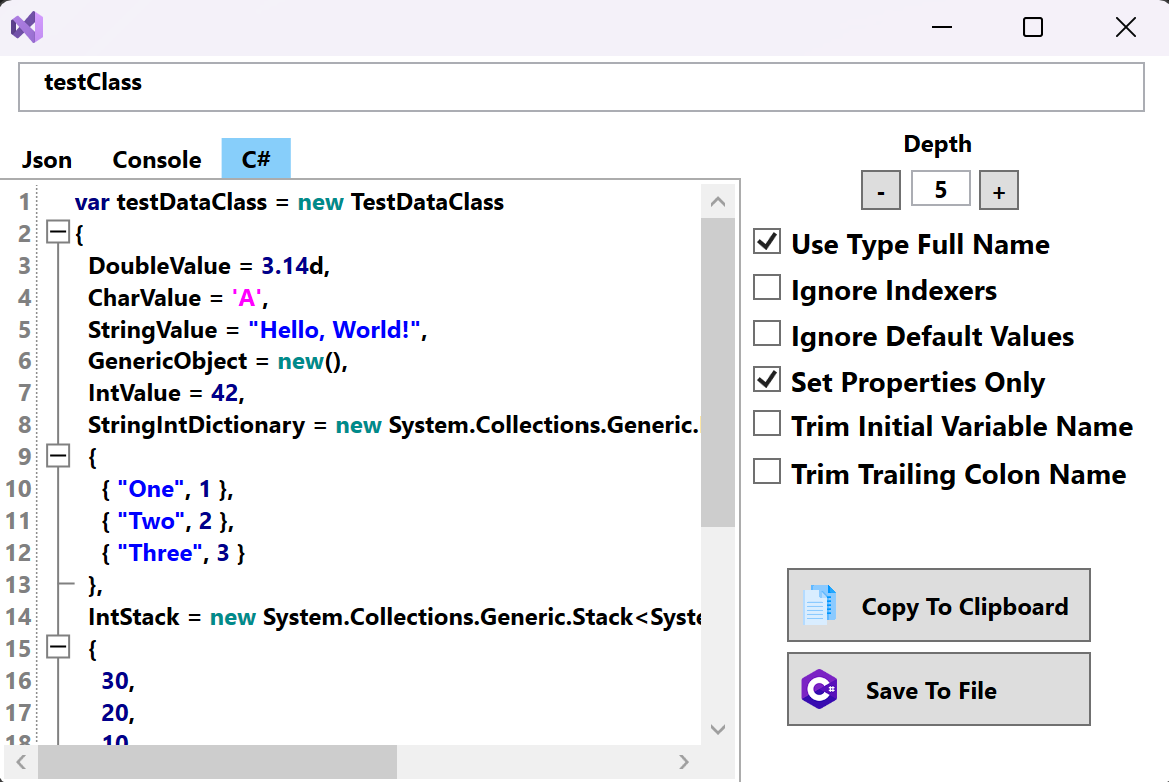 testClass
Json Console C#
1 var testDataClass = new TestDataClass
2 {
3 DoubleValue = 3.14d,
4 CharValue = 'A',
5 StringValue = "Hello, World!",
6 GenericObject = new(),
7 IntValue = 42,
8 StringIntDictionary = new System.Collections.Generic.
9 {
10 { "One", 1 },
11 { "Two", 2 },
12 { "Three", 3 }
13 },
14 IntStack = new System.Collections.Generic.Stack<Syste
15 {
16 30,
17 20,
18 10
Depth
- 5 +
Use Type Full Name
Ignore Indexers
Ignore Default Values
Set Properties Only
Trim Initial Variable Name
Trim Trailing Colon Name
Copy To Clipboard
C# Save To File